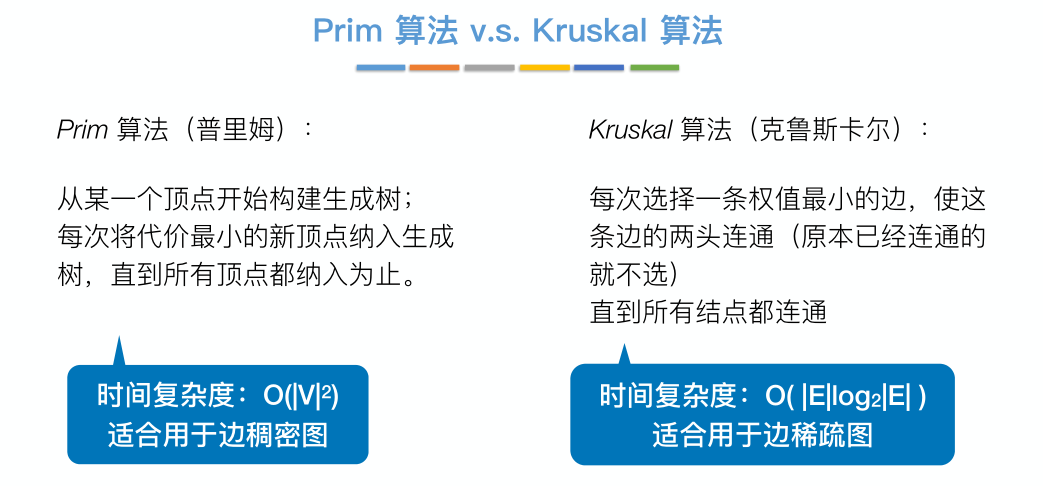 Prim 算法 v.s. Kruskal 算法
Prim 算法（普里姆）：
从某一个顶点开始构建生成树；
每次将代价最小的新顶点纳入生成
树，直到所有顶点都纳入为止。
时间复杂度：O(|V|²)
适合用于边稠密图
Kruskal 算法（克鲁斯卡尔）：
每次选择一条权值最小的边，使这
条边的两头连通（原本已经连通的
就不选）
直到所有结点都连通
时间复杂度：O( |E|log₂|E| )
适合用于边稀疏图